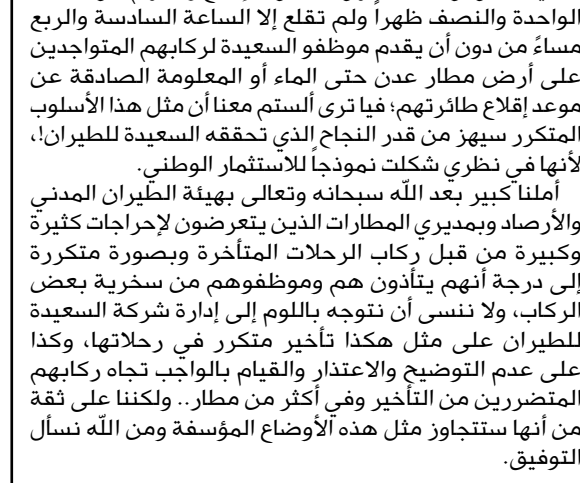 الواحدة والنصف ظهراً ولم تقلع إلا الساعة السادسة والربع
مساءً من دون أن يقدم موظفو السعيدة لركابهم المتواجدين
على أرض مطار عدن حتى الماء أو المعلومة الصادقة عن
موعد إقلاع طائرتهم؛ فيا ترى ألستم معنا أن مثل هذا الأسلوب
المتكرر سيهز من قدر النجاح الذي تحققه السعيدة للطيران!،
لأنها في نظري شكلت نموذجاً للاستثمار الوطني.
أملنا كبير بعد الله سبحانه وتعالى بهيئة الطيران المدني
والأرصاد وبمديري المطارات الذين يتعرضون لإحراجات كثيرة
وكبيرة من قبل ركاب الرحلات المتأخرة وبصورة متكررة
إلى درجة أنهم يتأذون هم وموظفوهم من سخرية بعض
الركاب، ولا ننسى أن نتوجه باللوم إلى إدارة شركة السعيدة
للطيران على مثل هكذا تأخير متكرر في رحلاتها، وكذا
على عدم التوضيح والاعتذار والقيام بالواجب تجاه ركابهم
المتضررين من التأخير وفي أكثر من مطار.. ولكننا على ثقة
من أنها ستتجاوز مثل هذه الأوضاع المؤسفة ومن الله نسأل
التوفيق.